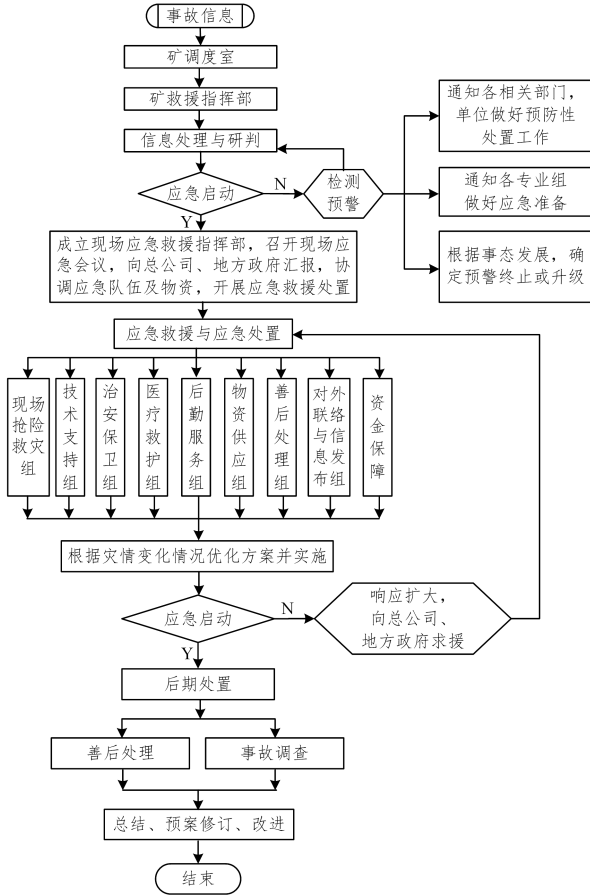 事故信息
矿调度室
矿救援指挥部
信息处理与研判
应急启动
N
Y
检测
预警
通知各相关部门，
单位做好预防性
处置工作
通知各专业组
做好应急准备
根据事态发展，确
定预警终止或升级
成立现场应急救援指挥部，召开现场应
急会议，向总公司、地方政府汇报，协
调应急队伍及物资，开展应急救援处置
应急救援与应急处置
现场
抢险
救灾
组
技术支持组
治安保卫组
医疗救护组
后勤服务组
物资供应组
善后处理组
对外
联络
与信
息发
布组
资金保障
根据灾情变化情况优化方案并实施
应急启动
N
Y
响应扩大，
向总公司、
地方政府求援
后期处置
善后处理
事故调查
总结、预案修订、改进
结束